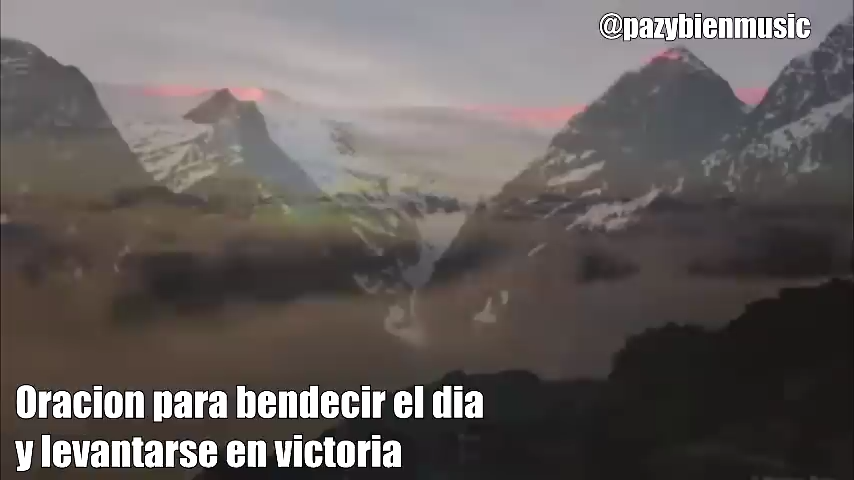 @pazybienmusic
Oracion para bendecir el dia
y levantarse en victoria